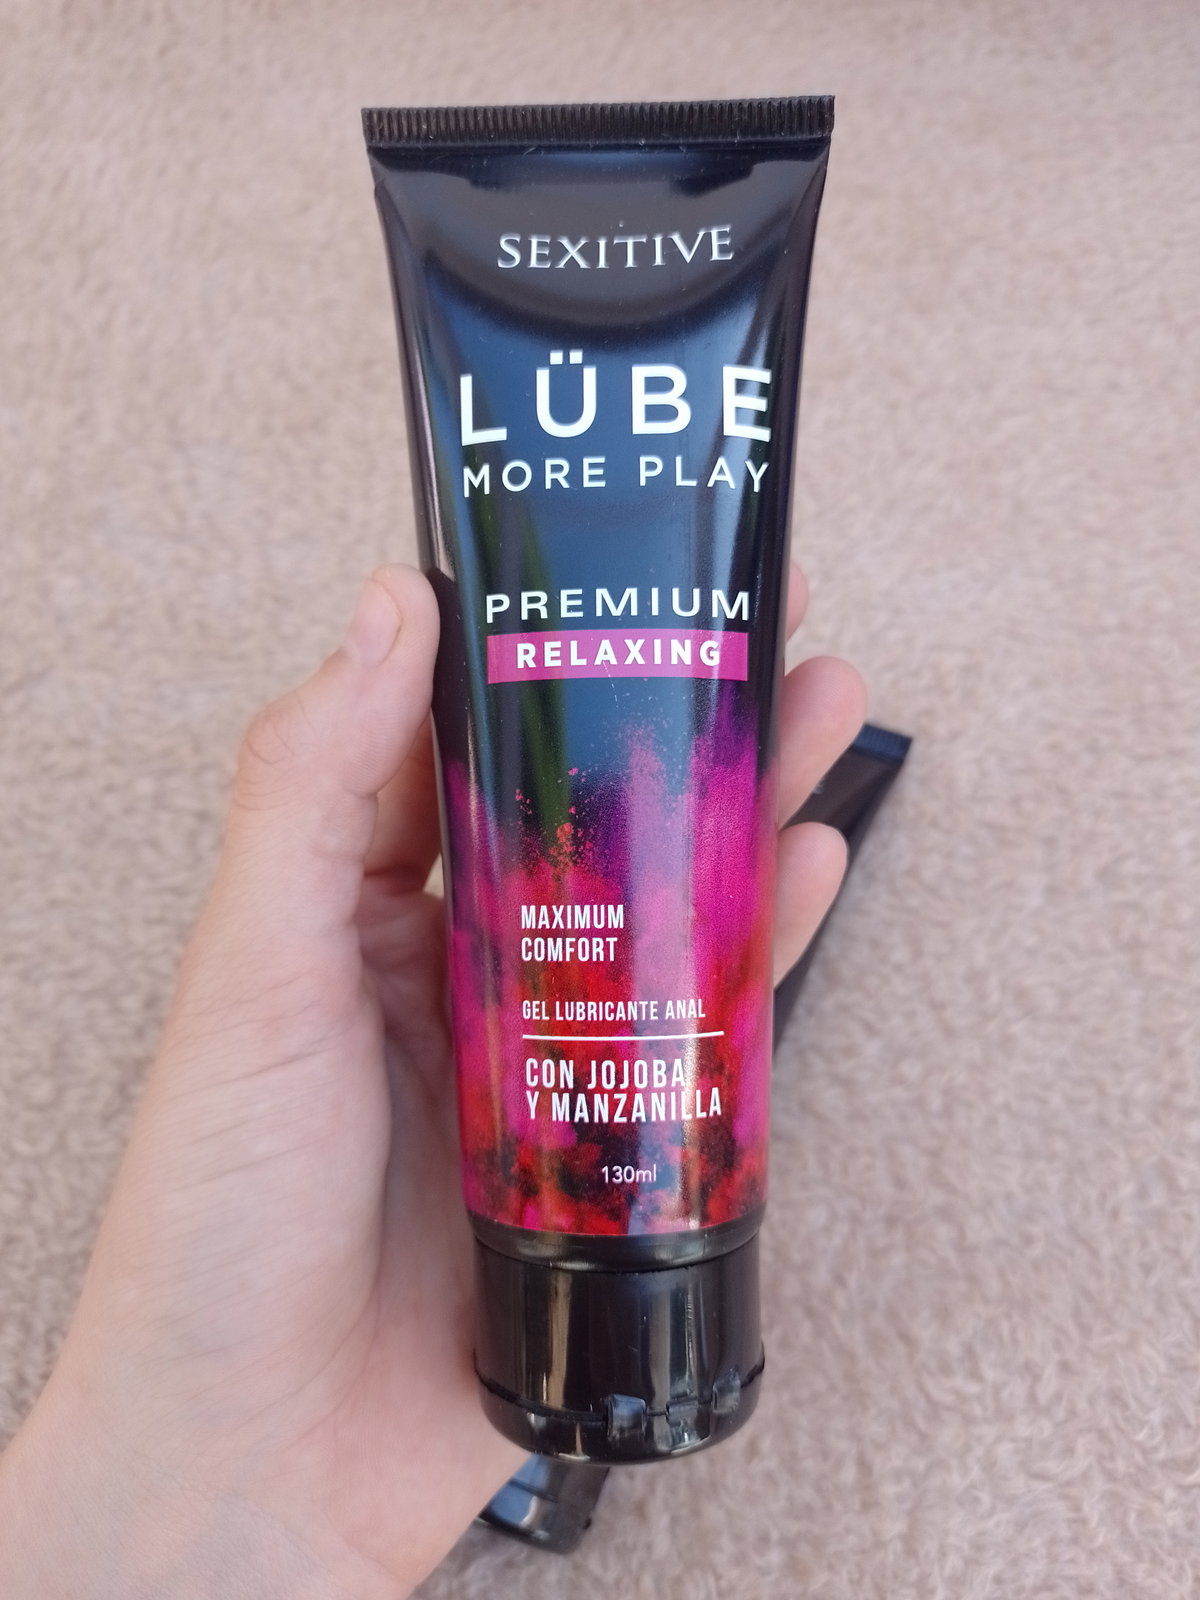 SEXITIVE
LÜBE
MORE PLAY
PREMIUM
RELAXING
MAXIMUM
COMFORT
GEL LUBRICANTE ANAL
CON JOJOBA
Y MANZANILLA
130ml